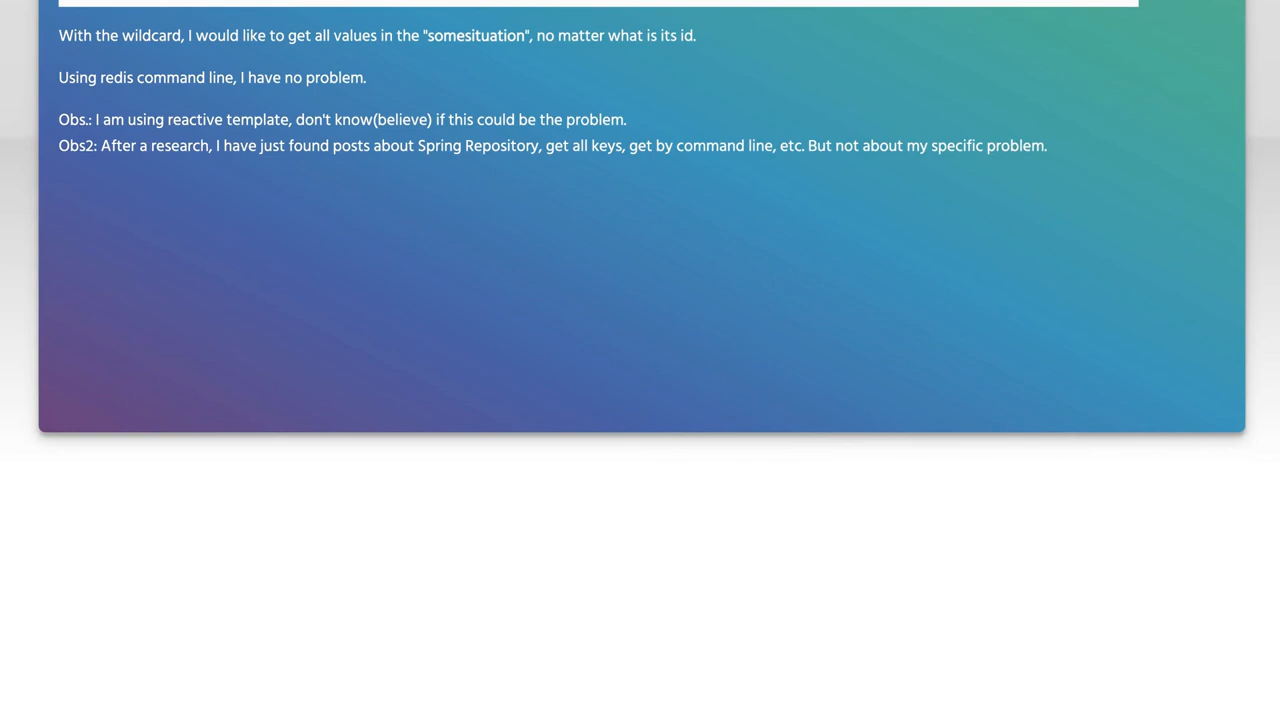 With the wildcard, I would like to get all values in the "somesituation", no matter what is its id.
Using redis command line, I have no problem.
Obs.: I am using reactive template, don't know(believe) if this could be the problem.
Obs2: After a research, I have just found posts about Spring Repository, get all keys, get by command line, etc. But not about my specific problem.